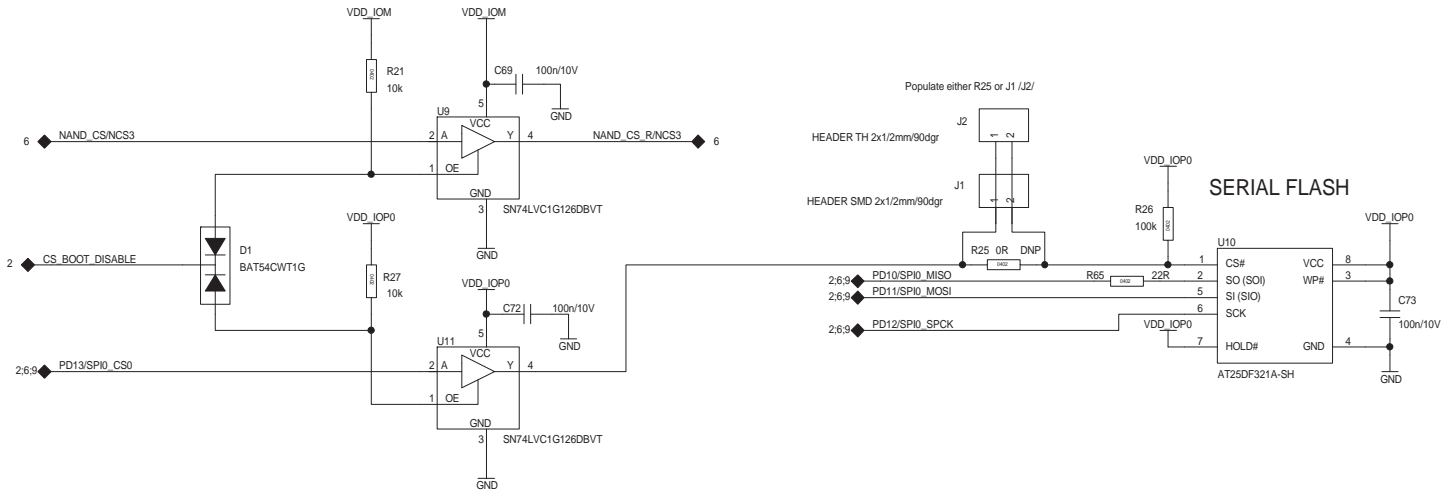 VDD_IOM
VDD_IOM
R21
10k
0402
C69
100n/10V
GND
5
U9
VCC
6
NAND_CS/NCS3
2
A
Y
4
NAND_CS_R/NCS3
6
1
OE
GND
3
SN74LVC1G126DBVT
GND
D1
BAT54CWT1G
2
CS_BOOT_DISABLE
VDD_IOP0
R27
10k
0402
VDD_IOP0
C72
100n/10V
GND
5
U11
VCC
2;6;9
PD13/SPI0_CS0
2
A
Y
4
1
OE
GND
3
SN74LVC1G126DBVT
GND
Populate either R25 or J1 /J2/
J2
1
2
HEADER TH 2x1/2mm/90dgr
J1
1
2
HEADER SMD 2x1/2mm/90dgr
R25
0R
DNP
0402
VDD_IOP0
R26
100k
0402
SERIAL FLASH
VDD_IOP0
U10
1
CS#
VCC
8
2;6;9
PD10/SPI0_MISO
R65
22R
0402
2
SO (SOI)
WP#
3
2;6;9
PD11/SPI0_MOSI
5
SI (SIO)
C73
100n/10V
6
SCK
2;6;9
PD12/SPI0_SPCK
VDD_IOP0
7
HOLD#
GND
4
AT25DF321A-SH
GND